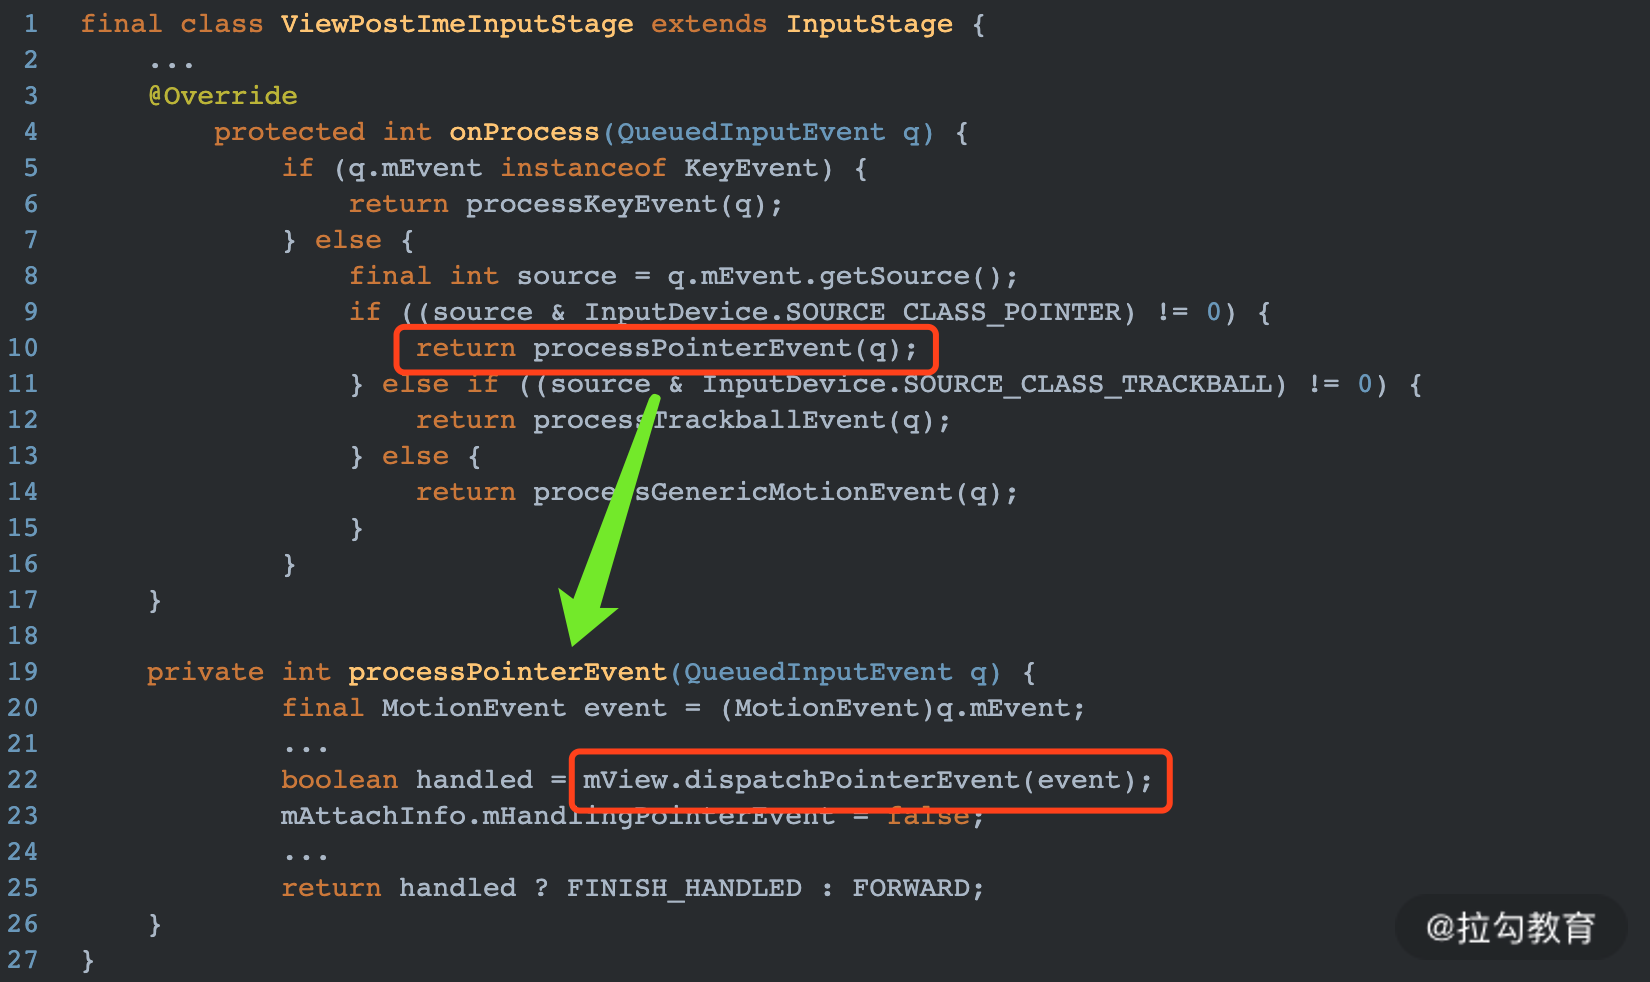 1 final class ViewPostImeInputStage extends InputStage {
2 ...
3 @Override
4 protected int onProcess(QueuedInputEvent q) {
5 if (q.mEvent instanceof KeyEvent) {
6 return processKeyEvent(q);
7 } else {
8 final int source = q.mEvent.getSource();
9 if ((source & InputDevice.SOURCE_CLASS_POINTER) != 0) {
10 return processPointerEvent(q);
11 } else if ((source & InputDevice.SOURCE_CLASS_TRACKBALL) != 0) {
12 return processTrackballEvent(q);
13 } else {
14 return processGenericMotionEvent(q);
15 }
16 }
17 }
18
19 private int processPointerEvent(QueuedInputEvent q) {
20 final MotionEvent event = (MotionEvent)q.mEvent;
21 ...
22 boolean handled = mView.dispatchPointerEvent(event);
23 mAttachInfo.mHandlingPointerEvent = false;
24 ...
25 return handled ? FINISH_HANDLED : FORWARD;
26 }
27 }
@拉勾教育